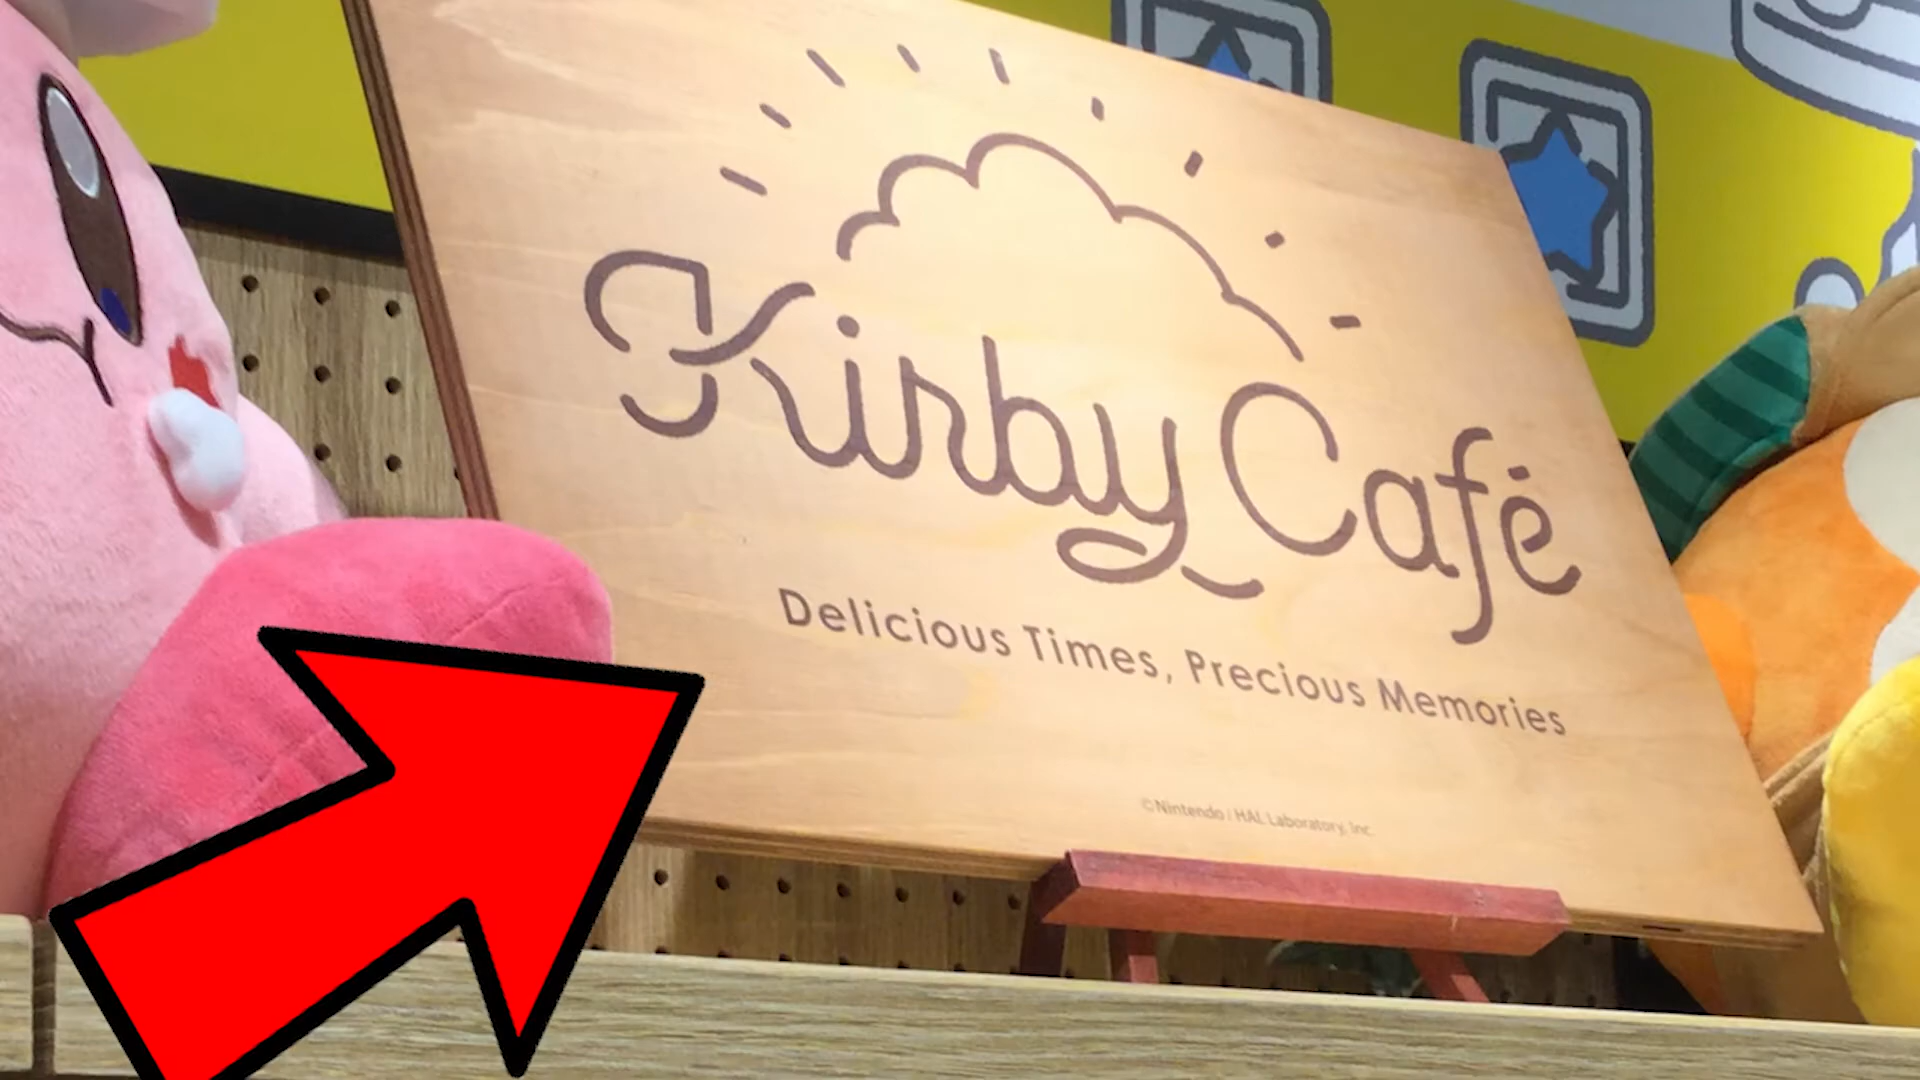 Kirby Café
Delicious Times, Precious Memories
©Nintendo / HAL Laboratory, Inc.